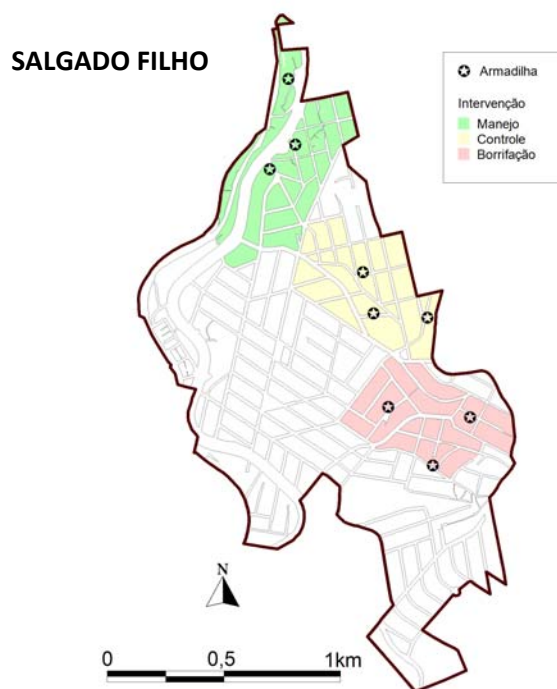 SALGADO FILHO
Armadilha
Intervenção
Manejo
Controle
Borrifação
N
0 0,5 1km